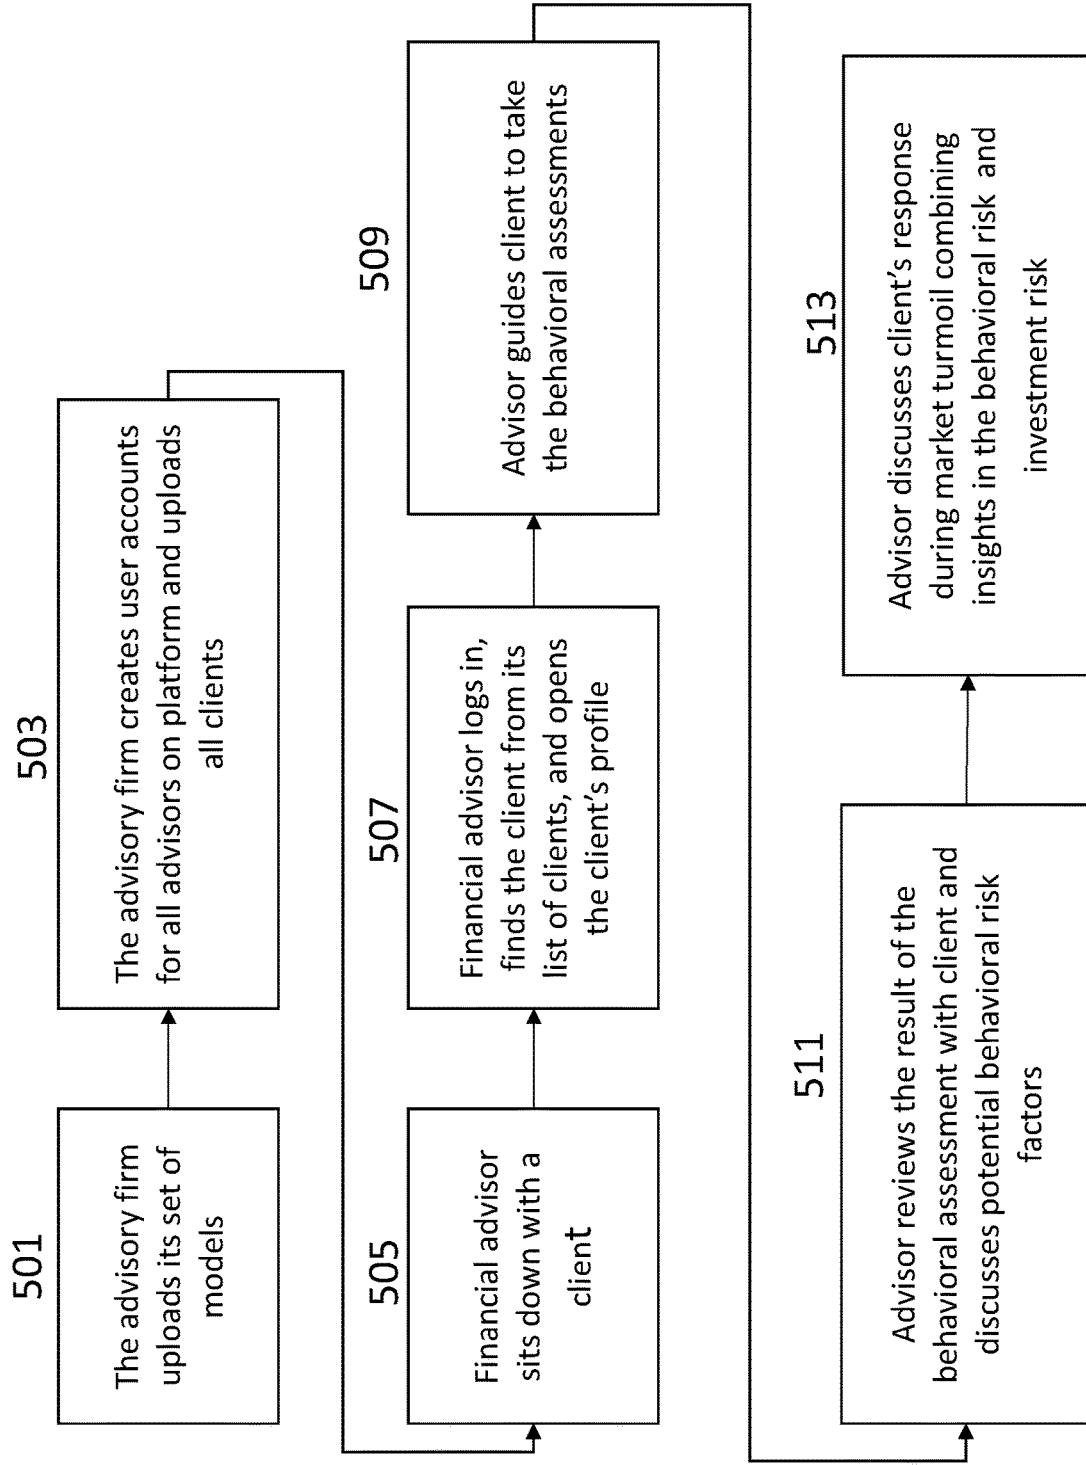 501
The advisory firm
uploads its set of
models
503
The advisory firm creates user accounts
for all advisors on platform and uploads
all clients
505
Financial advisor
sits down with a
client
507
Financial advisor logs in,
finds the client from its
list of clients, and opens
the client's profile
509
Advisor guides client to take
the behavioral assessments
511
Advisor reviews the result of the
behavioral assessment with client and
discusses potential behavioral risk
factors
513
Advisor discusses client's response
during market turmoil combining
insights in the behavioral risk and
investment risk